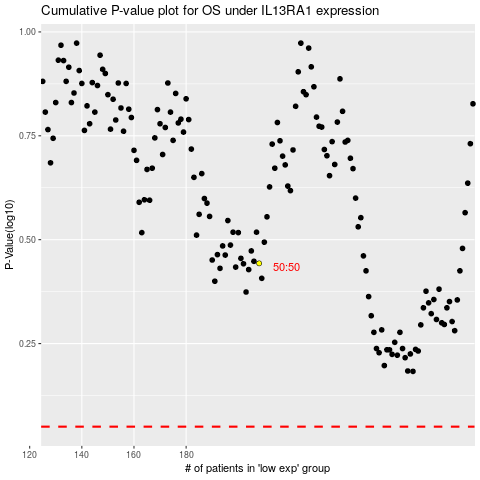 Cumulative P-value plot for OS under IL13RA1 expression
P-Value(log10)
1.00
0.75
0.50
0.25
50:50
120 140 160 180
# of patients in 'low exp' group